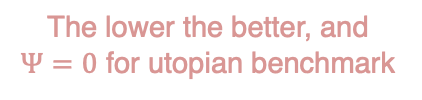 The lower the better, and
Ψ = 0 for utopian benchmark